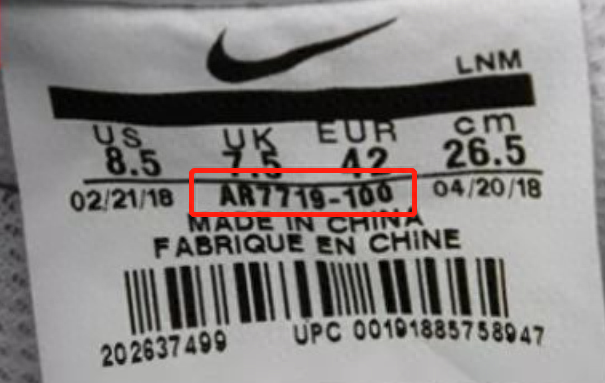 LNM
US UK EUR cm
8.5 7.5 42 26.5
02/21/18 AR7719-100 04/20/18
MADE IN CHINA
FABRIQUE EN CHINE
202637499 UPC 00191885758947